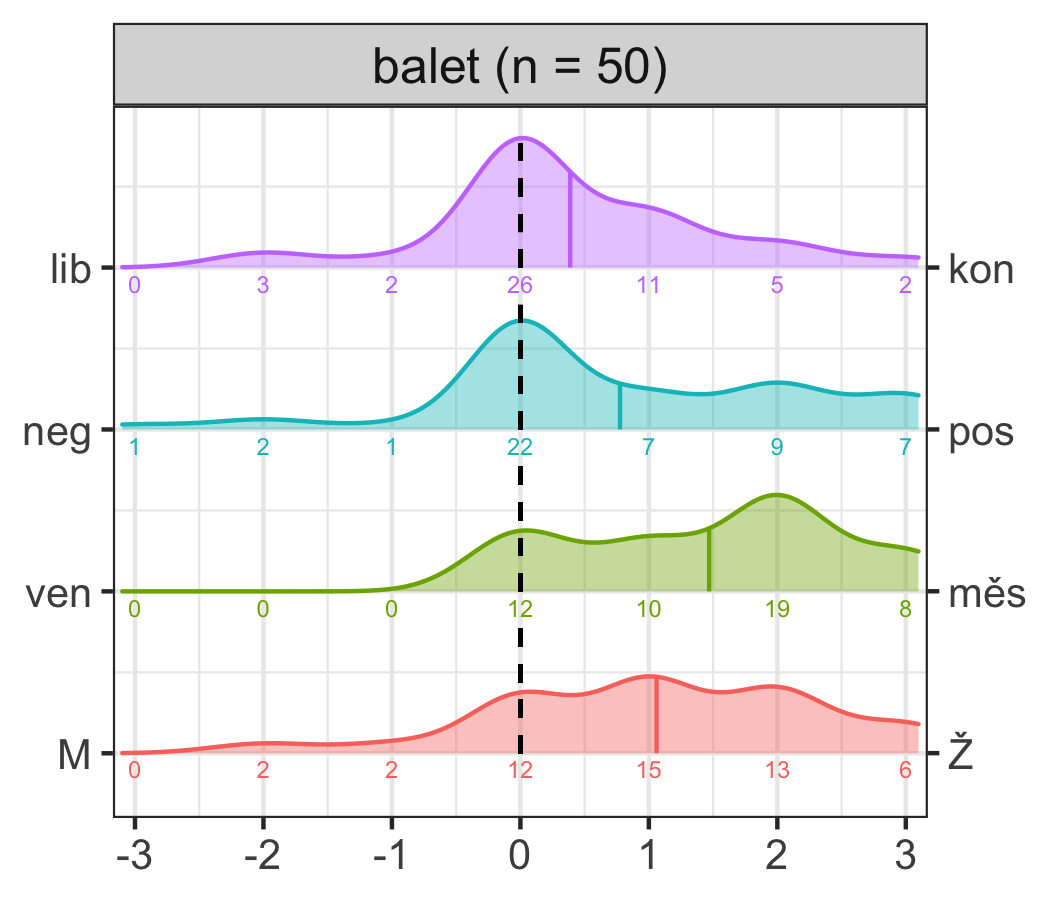 balet (n = 50)
lib kon
0 3 2 26 11 5 2
neg pos
1 2 1 22 7 9 7
ven měs
0 0 0 12 10 19 8
M Ž
0 2 2 12 15 13 6
-3 -2 -1 0 1 2 3